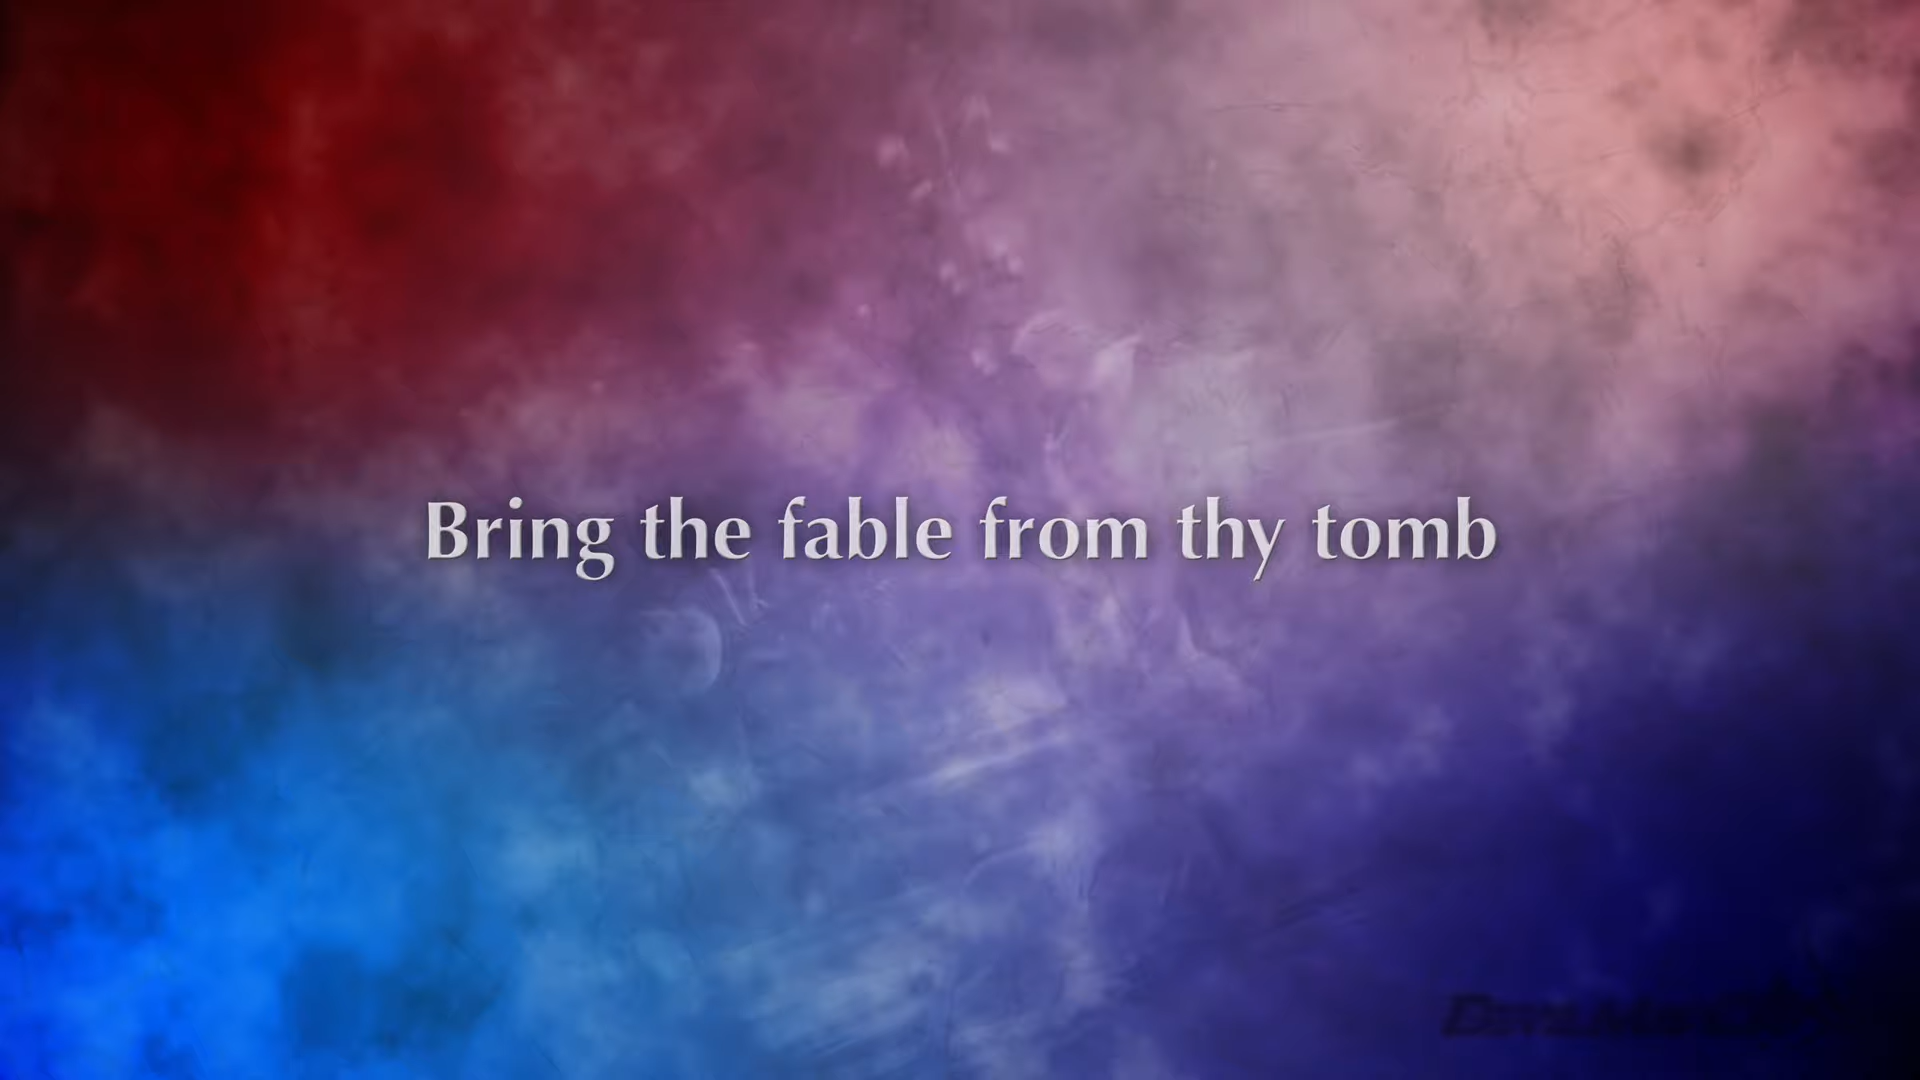 Bring the fable from thy tomb